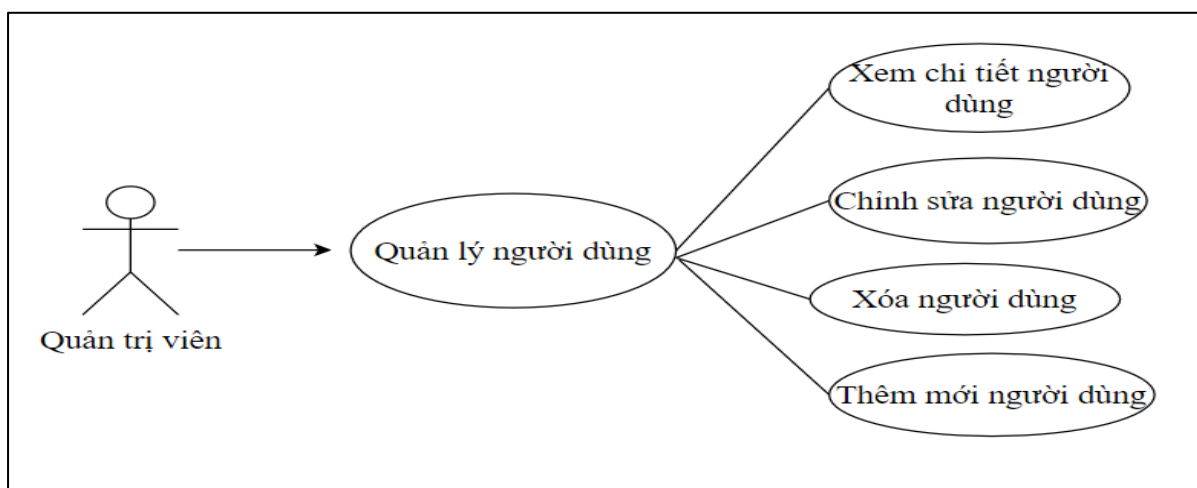 Xem chi tiết người
dùng
Chỉnh sửa người dùng
Quản lý người dùng
Xóa người dùng
Quản trị viên
Thêm mới người dùng